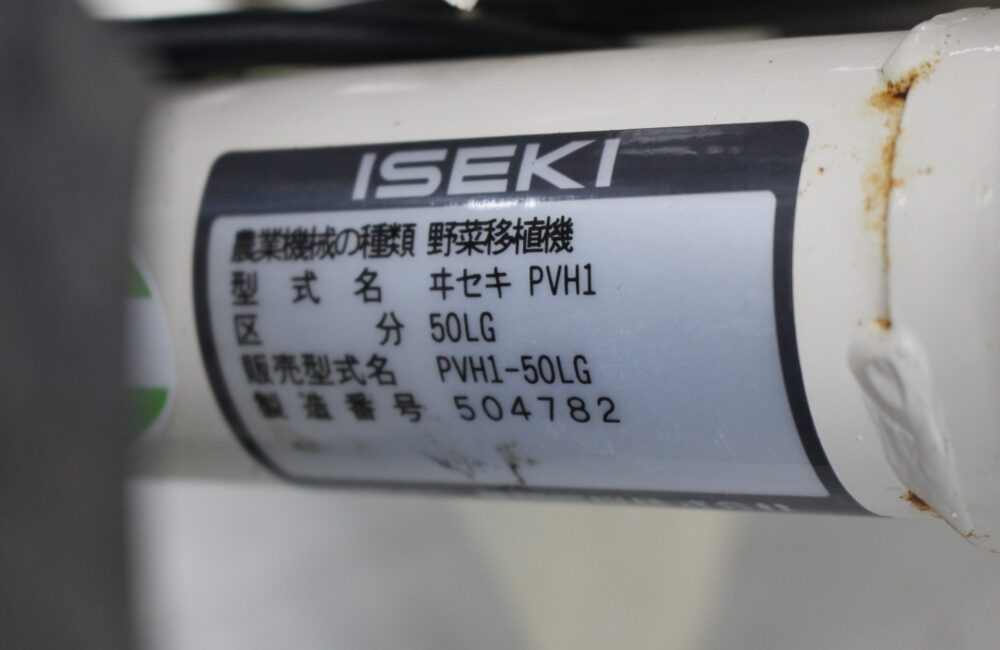 ISEKI
農業機械の種類 野菜移植機
型式名 ヰセキ PVH1
区分 50LG
販売型式名 PVH1-50LG
製造番号 504782